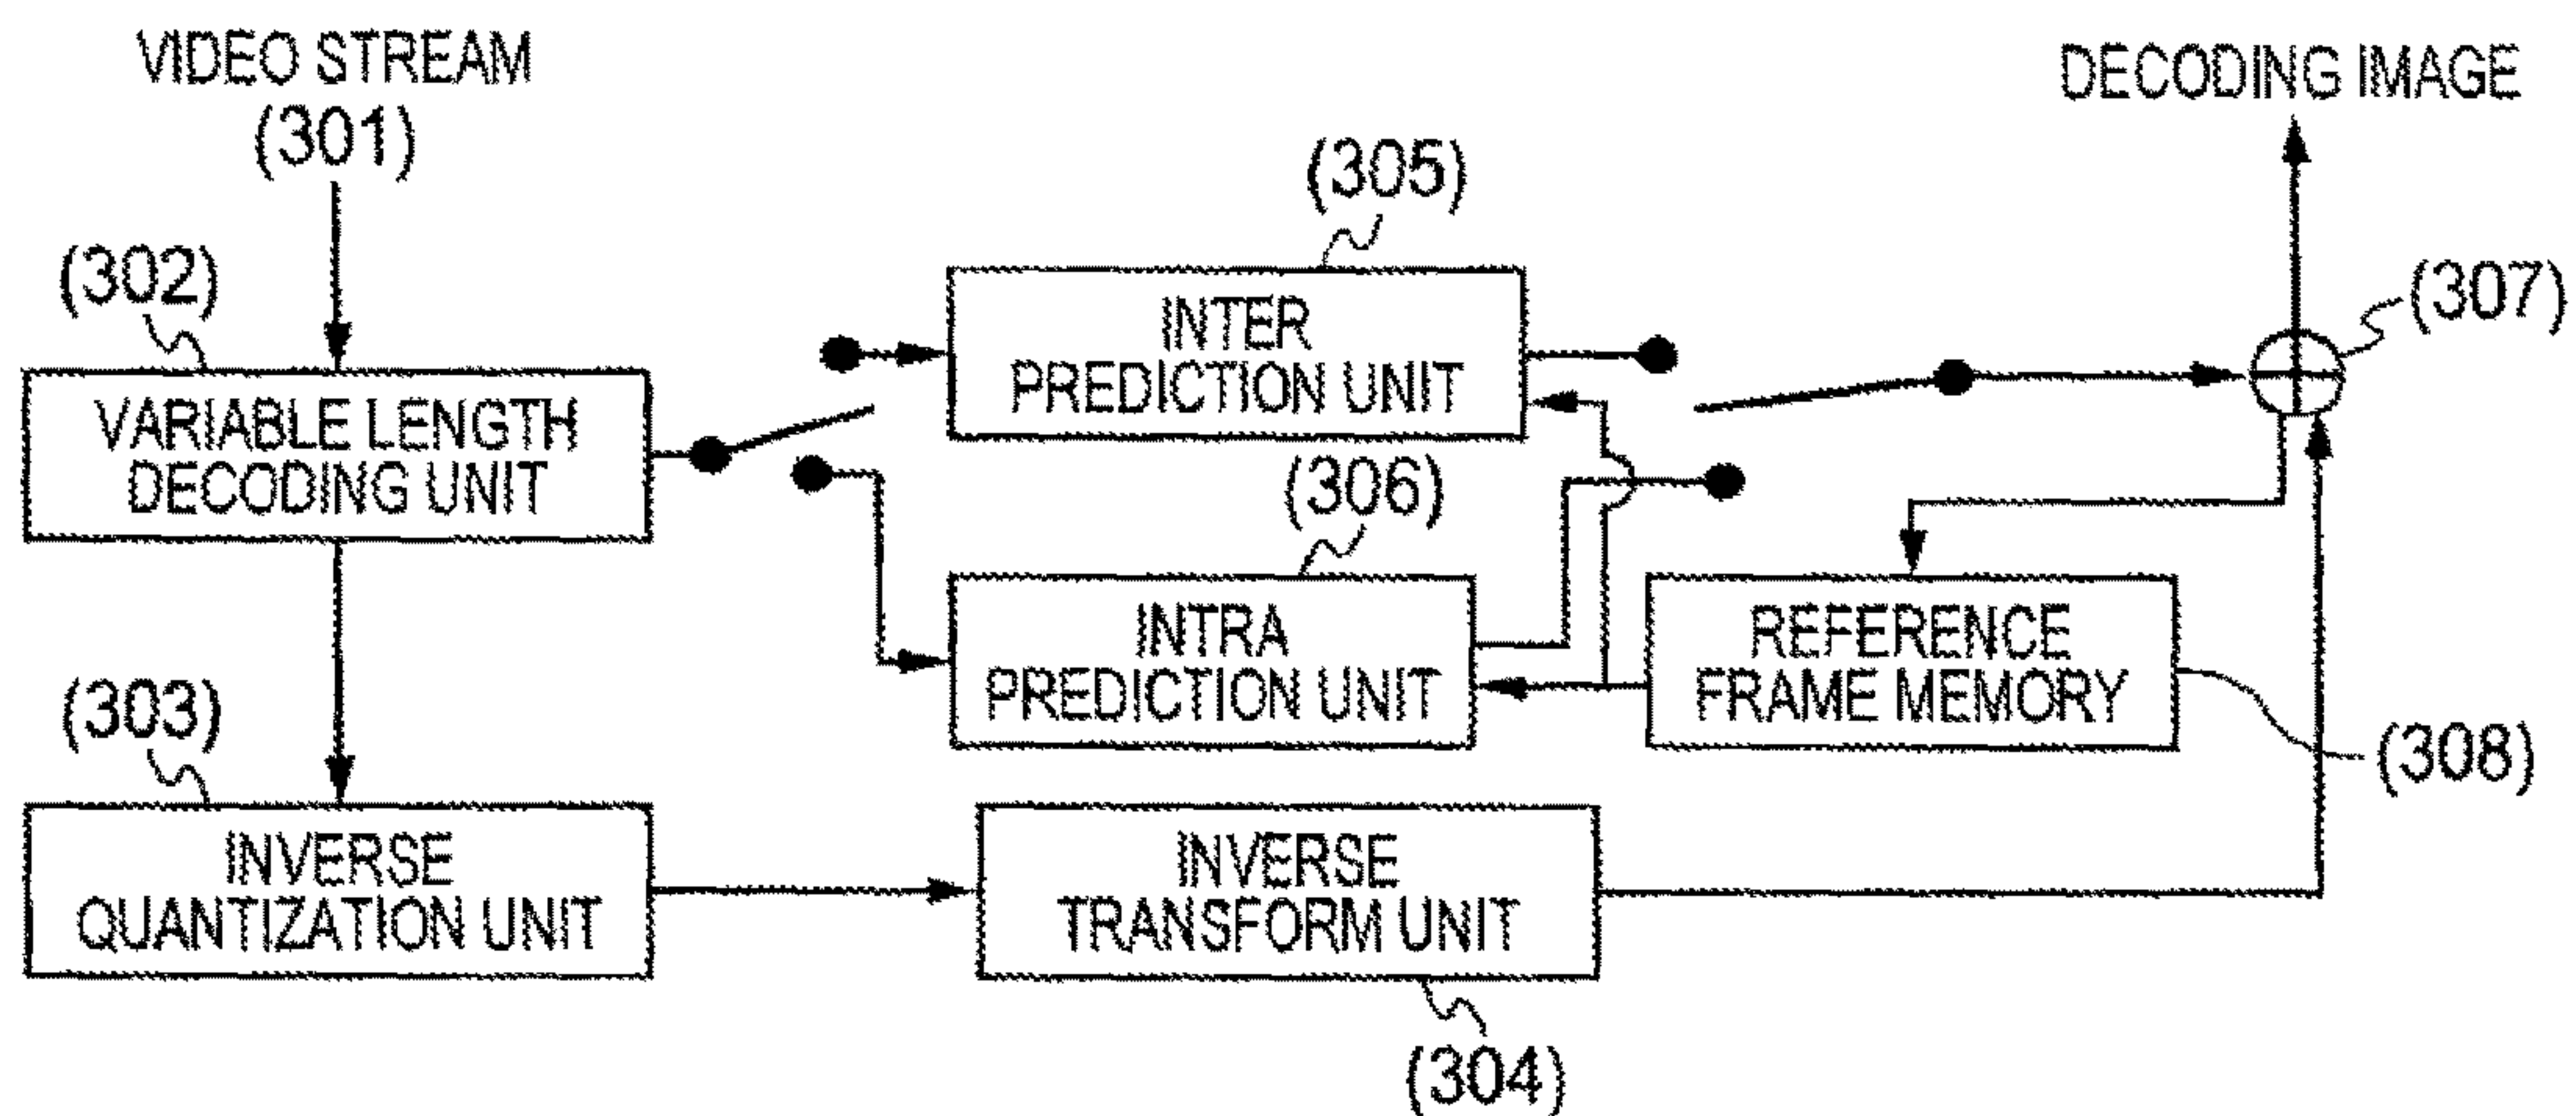 VIDEO STREAM
(301)
DECODING IMAGE
(305)
(302)
(307)
INTER
PREDICTION UNIT
VARIABLE LENGTH
DECODING UNIT
(306)
INTRA
PREDICTION UNIT
REFERENCE
FRAME MEMORY
(303)
(308)
INVERSE
QUANTIZATION UNIT
INVERSE
TRANSFORM UNIT
(304)